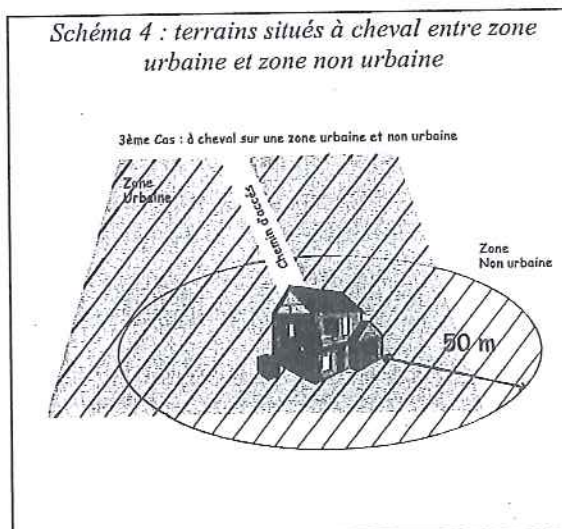 Schéma 4 : terrains situés à cheval entre zone
urbaine et zone non urbaine
3ème Cas : à cheval sur une zone urbaine et non urbaine
Zone
Urbaine
Chemin d'accés
Zone
Non urbaine
50 m